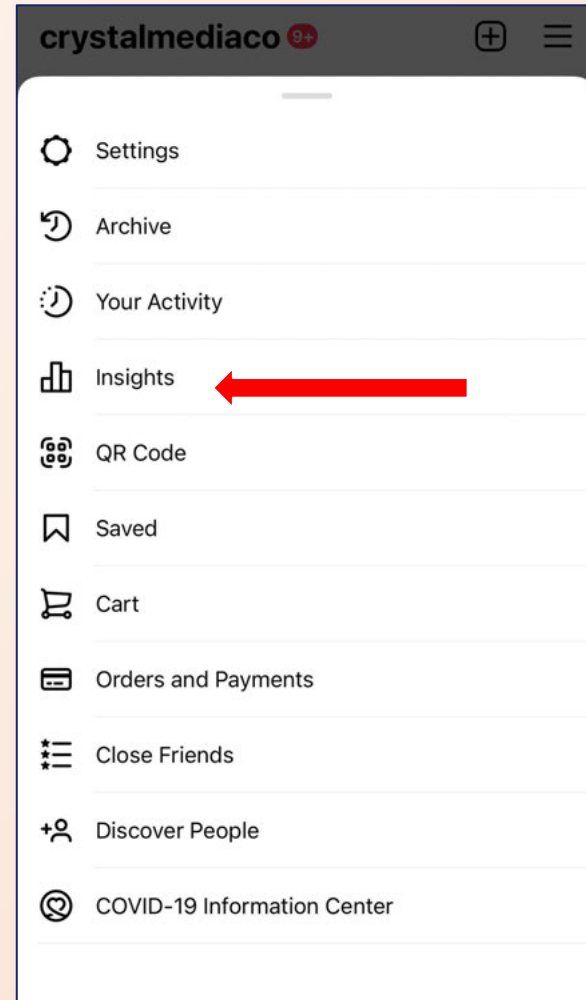 crystalmediaco 9+
Settings
Archive
Your Activity
Insights
QR Code
Saved
Cart
Orders and Payments
Close Friends
Discover People
COVID-19 Information Center